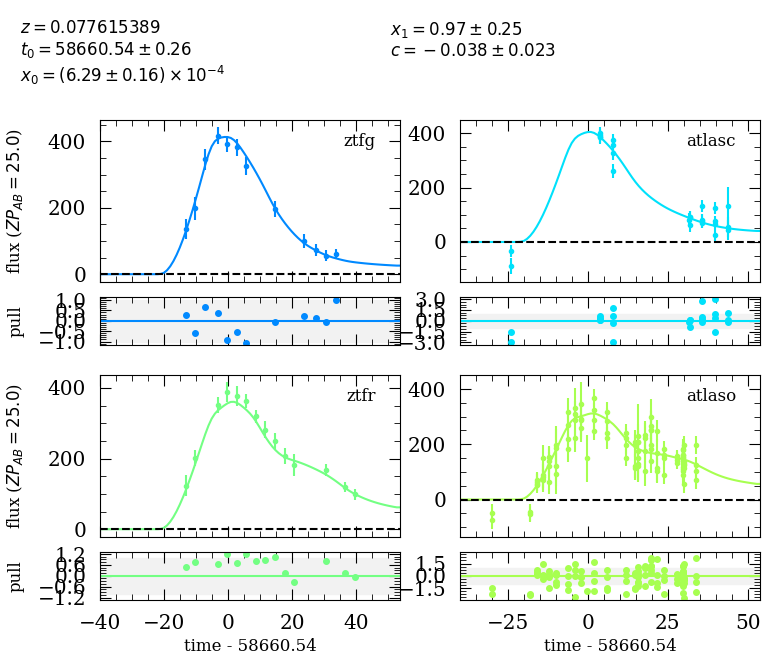 z = 0.077615389
t₀ = 58660.54 ± 0.26
x₀ = (6.29 ± 0.16) × 10⁻⁴
x₁ = 0.97 ± 0.25
c = −0.038 ± 0.023
ztfg
flux (ZP_AB = 25.0)
400
200
0
atlasc
400
200
0
pull
1.0
0.5
0.0
−0.5
−1.0
3.0
1.5
0.0
−1.5
−3.0
ztfr
flux (ZP_AB = 25.0)
400
200
0
atlaso
400
200
0
pull
1.2
0.6
0.0
−0.6
−1.2
1.5
0.0
−1.5
−40 −20 0 20 40
time - 58660.54
−25 0 25 50
time - 58660.54